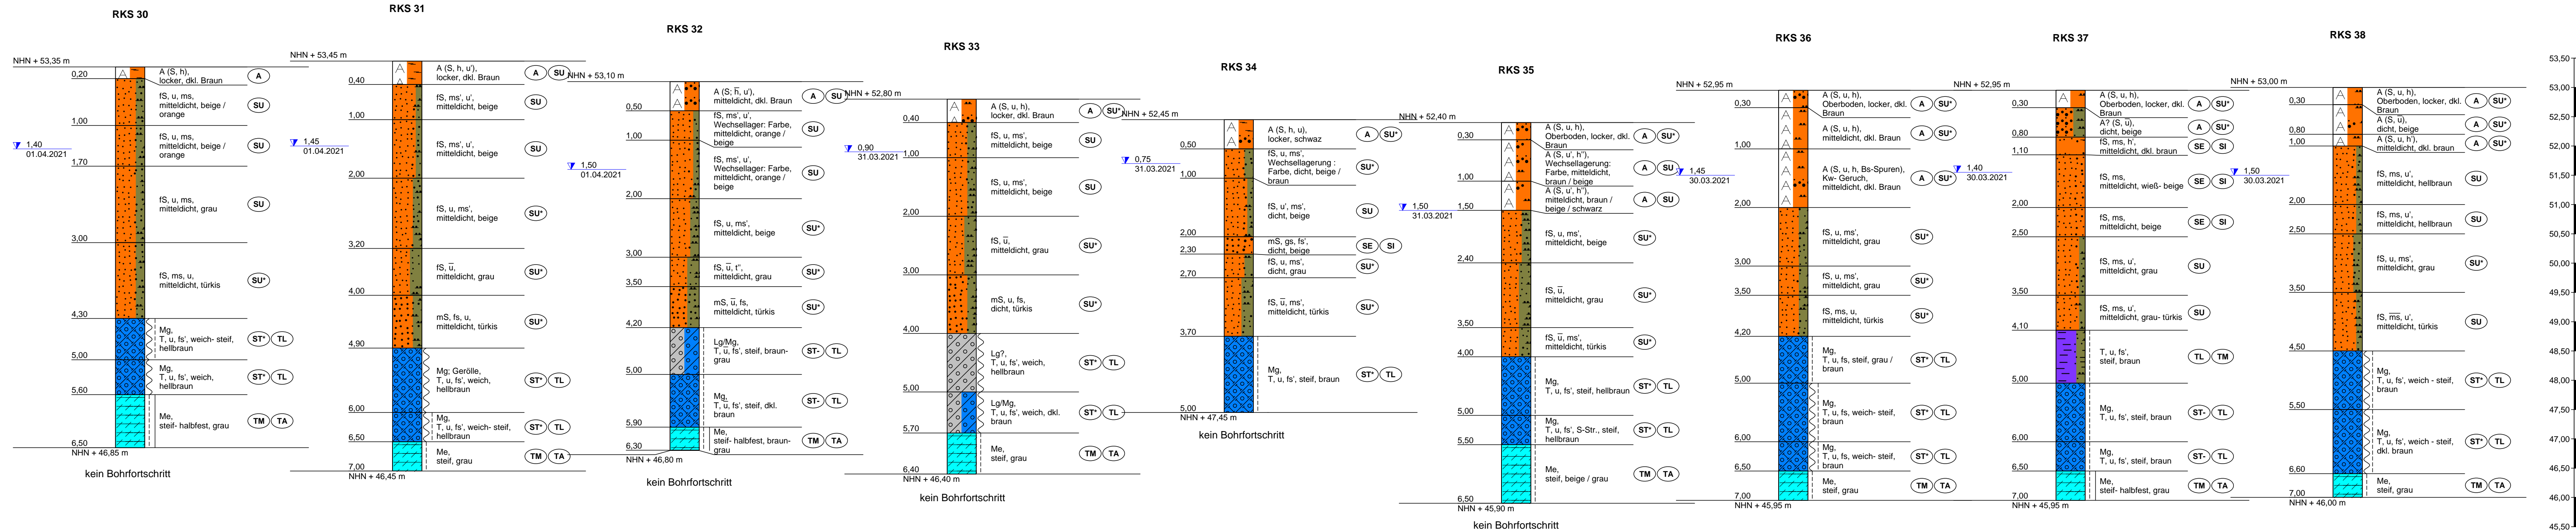 RKS 30
NHN + 53,35 m
0,20
A (S, h),
locker, dkl. Braun
A
fS, u, ms,
mitteldicht, beige /
orange
SU
1,00
1,40
01.04.2021
fS, u, ms,
mitteldicht, beige /
orange
SU
1,70
fS, u, ms,
mitteldicht, grau
SU
3,00
fS, ms, u,
mitteldicht, türkis
SU*
4,30
Mg,
T, u, fs', weich- steif,
hellbraun
ST* TL
5,00
Mg,
T, u, fs', weich,
hellbraun
ST* TL
5,60
Me,
steif- halbfest, grau
TM TA
6,50
NHN + 46,85 m
kein Bohrfortschritt
RKS 31
NHN + 53,45 m
A (S, h, u'),
locker, dkl. Braun
A SU
0,40
fS, ms', u',
mitteldicht, beige
SU
1,00
1,45
01.04.2021
fS, ms', u',
mitteldicht, beige
SU
2,00
fS, u, ms',
mitteldicht, beige
SU*
3,20
fS, u̅,
mitteldicht, grau
SU*
4,00
mS, fs, u,
mitteldicht, türkis
SU*
4,90
Mg; Gerölle,
T, u, fs', weich,
hellbraun
ST* TL
6,00
Mg,
T, u, fs', weich- steif,
hellbraun
ST* TL
6,50
Me,
steif, grau
TM TA
7,00
NHN + 46,45 m
RKS 32
NHN + 53,10 m
A (S; h̅, u'),
mitteldicht, dkl. Braun
A SU
0,50
fS, ms', u',
Wechsellager: Farbe,
mitteldicht, orange /
beige
SU
1,00
1,50
01.04.2021
fS, ms', u',
Wechsellager: Farbe,
mitteldicht, orange /
beige
SU
2,00
fS, u, ms',
mitteldicht, beige
SU*
3,00
fS, u̅, t'',
mitteldicht, grau
SU*
3,50
mS, u̅, fs,
mitteldicht, türkis
SU*
4,20
Lg/Mg,
T, u̅, fs', steif, braun-
grau
ST- TL
5,00
Mg,
T, u̅, fs', steif, dkl.
braun
ST- TL
5,90
Me,
steif- halbfest, braun-
grau
TM TA
6,30
NHN + 46,80 m
kein Bohrfortschritt
RKS 33
NHN + 52,80 m
A (S, u, h),
locker, dkl. Braun
A SU*
0,40
fS, u, ms',
mitteldicht, beige
SU
0,90
31.03.2021
1,00
fS, u, ms',
mitteldicht, beige
SU
2,00
fS, u̅,
mitteldicht, grau
SU*
3,00
mS, u, fs,
dicht, türkis
SU*
4,00
Lg?,
T, u, fs', weich,
hellbraun
ST* TL
5,00
Lg/Mg,
T, u, fs', weich, dkl.
braun
ST* TL
5,70
Me,
steif, grau
TM TA
6,40
NHN + 46,40 m
kein Bohrfortschritt
RKS 34
NHN + 52,45 m
A (S, h, u),
locker, schwaz
A SU*
0,50
0,75
31.03.2021
fS, u, ms',
Wechsellagerung :
Farbe, dicht, beige /
braun
SU*
1,00
fS, u', ms',
dicht, beige
SU
2,00
mS, gs, fs',
dicht, beige
SE SI
2,30
fS, u, ms',
dicht, grau
SU*
2,70
fS, u̅, ms',
mitteldicht, türkis
SU*
3,70
Mg,
T, u, fs', steif, braun
ST* TL
5,00
NHN + 47,45 m
kein Bohrfortschritt
RKS 35
NHN + 52,40 m
0,30
A (S, u, h),
Oberboden, locker, dkl.
Braun
A SU*
A (S, u', h''),
Wechsellagerung:
Farbe, mitteldicht,
braun / beige
A SU
1,00
A (S, u', h''),
mitteldicht, braun /
beige / schwarz
A SU
1,50
1,50
31.03.2021
fS, u, ms',
mitteldicht, beige
SU*
2,40
fS, u̅,
mitteldicht, grau
SU*
3,50
fS, u̅, ms',
mitteldicht, türkis
SU*
4,00
Mg,
T, u, fs', steif, hellbraun
ST* TL
5,00
Mg,
T, u, fs', S-Str., steif,
hellbraun
ST* TL
5,50
Me,
steif, beige / grau
TM TA
6,50
NHN + 45,90 m
kein Bohrfortschritt
RKS 36
NHN + 52,95 m
0,30
A (S, u, h),
Oberboden, locker, dkl.
Braun
A SU*
A (S, u, h),
mitteldicht, dkl. Braun
A SU*
1,00
1,45
30.03.2021
A (S, u, h, Bs-Spuren),
Kw- Geruch,
mitteldicht, dkl. Braun
A SU*
2,00
fS, u, ms',
mitteldicht, grau
SU*
3,00
fS, u, ms',
mitteldicht, grau
SU*
3,50
fS, u, ms,
mitteldicht, türkis
SU*
4,20
Mg,
T, u, fs, steif, grau /
braun
ST* TL
5,00
Mg,
T, u, fs, weich- steif,
braun
ST* TL
6,00
Mg,
T, u, fs, weich- steif,
braun
ST* TL
6,50
Me,
steif, grau
TM TA
7,00
NHN + 45,95 m
RKS 37
NHN + 52,95 m
0,30
A (S, u, h),
Oberboden, locker, dkl.
Braun
A SU*
A? (S, u̅),
dicht, beige
A SU*
0,80
fS, ms, h',
mitteldicht, dkl. braun
SE SI
1,10
1,40
30.03.2021
fS, ms,
mitteldicht, wieß- beige
SE SI
2,00
fS, ms,
mitteldicht, beige
SE SI
2,50
fS, ms, u',
mitteldicht, grau
SU
3,50
fS, ms, u',
mitteldicht, grau- türkis
SU
4,10
T, u, fs',
steif, braun
TL TM
5,00
Mg,
T, u, fs', steif, braun
ST- TL
6,00
Mg,
T, u, fs', steif, braun
ST- TL
6,50
Me,
steif- halbfest, grau
TM TA
7,00
NHN + 45,95 m
RKS 38
NHN + 53,00 m
0,30
A (S, u, h),
Oberboden, locker, dkl.
Braun
A SU*
A (S, u̅),
dicht, beige
A SU*
0,80
A (S, u, h'),
mitteldicht, dkl. braun
A SU*
1,00
1,50
30.03.2021
fS, ms, u',
mitteldicht, hellbraun
SU
2,00
fS, ms, u',
mitteldicht, hellbraun
SU
2,50
fS, u, ms',
mitteldicht, grau
SU*
3,50
fS, m̅s̅, u',
mitteldicht, türkis
SU
4,50
Mg,
T, u, fs', weich - steif,
braun
ST* TL
5,50
Mg,
T, u, fs', weich - steif,
dkl. braun
ST* TL
6,60
Me,
steif, grau
TM TA
7,00
NHN + 46,00 m
53,50
53,00
52,50
52,00
51,50
51,00
50,50
50,00
49,50
49,00
48,50
48,00
47,50
47,00
46,50
46,00
45,50